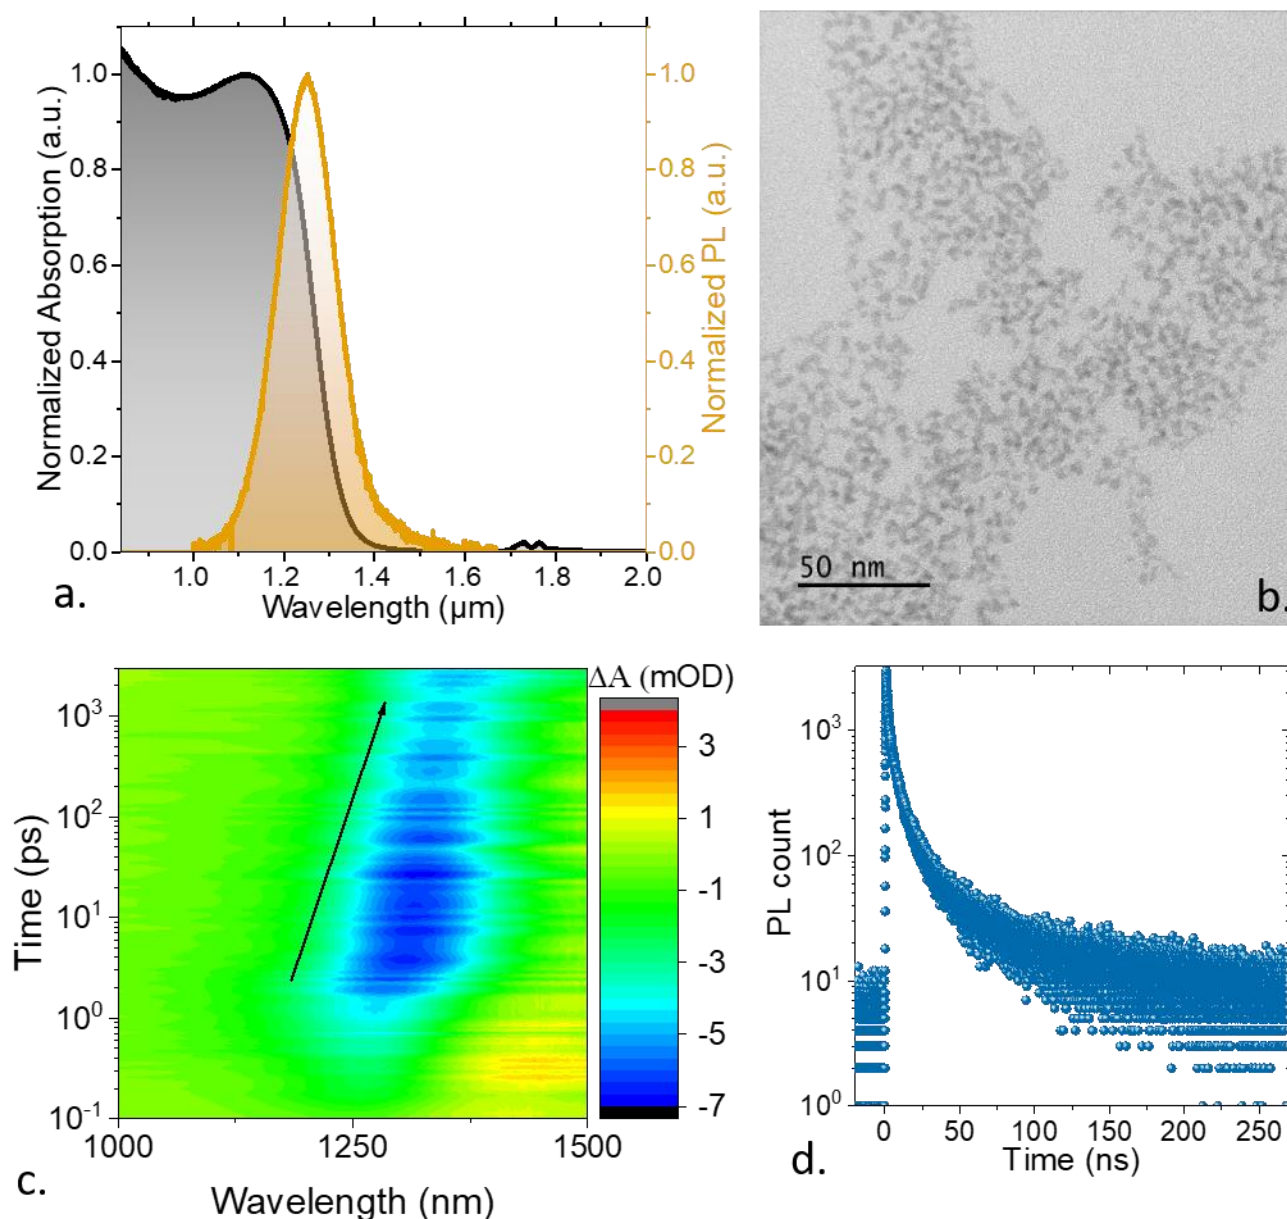 Normalized Absorption (a.u.)
1.0
0.8
0.6
0.4
0.2
0.0
1.0
0.8
0.6
0.4
0.2
0.0
Normalized PL (a.u.)
1.0 1.2 1.4 1.6 1.8 2.0
Wavelength (µm)
a.
50 nm
b.
Time (ps)
10³
10²
10¹
10⁰
10⁻¹
1000 1250 1500
Wavelength (nm)
c.
ΔA (mOD)
3
1
-1
-3
-5
-7
PL count
10³
10²
10¹
10⁰
0 50 100 150 200 250
Time (ns)
d.